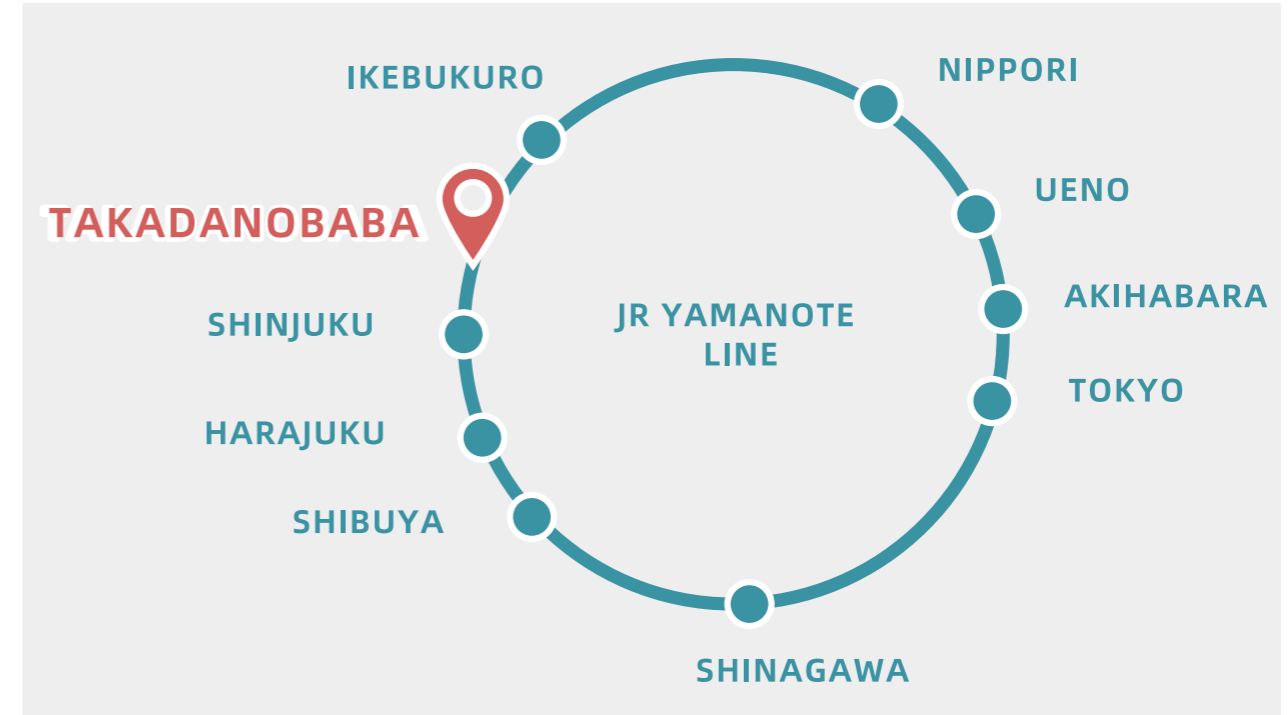 IKEBUKURO
NIPPORI
TAKADANOBABA
UENO
SHINJUKU
JR YAMANOTE
LINE
AKIHABARA
HARAJUKU
TOKYO
SHIBUYA
SHINAGAWA